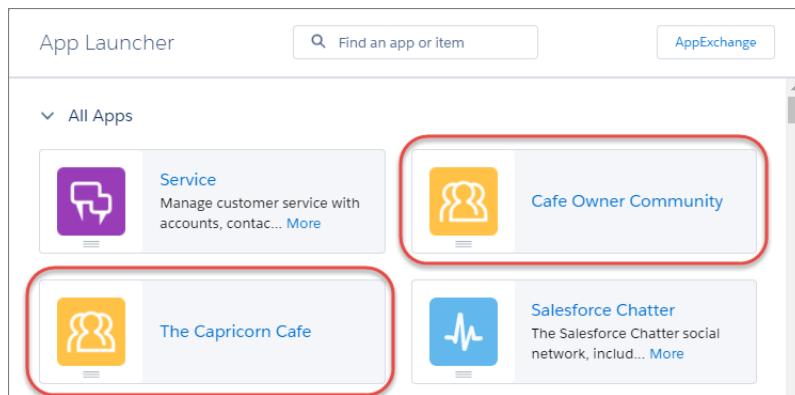 App Launcher
Find an app or item
AppExchange
All Apps
Service
Manage customer service with
accounts, contac... More
Cafe Owner Community
The Capricorn Cafe
Salesforce Chatter
The Salesforce Chatter social
network, includ... More